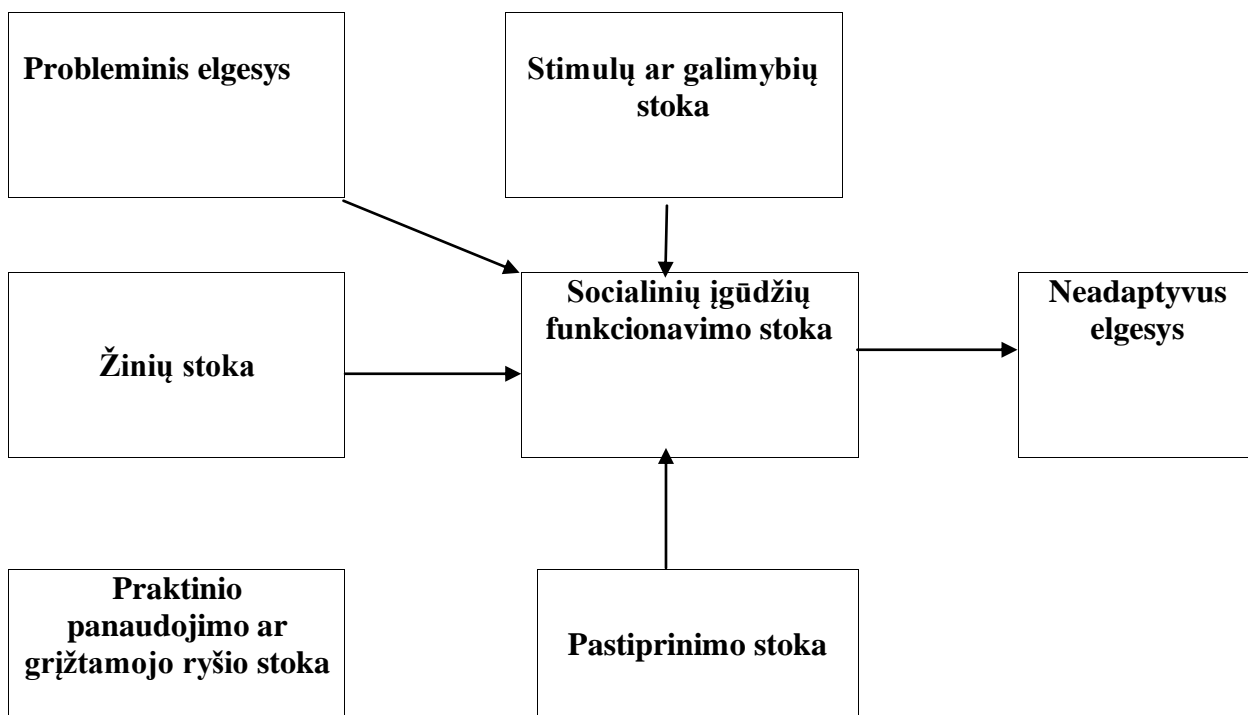 Probleminis elgesys
Stimulų ar galimybių
stoka
Žinių stoka
Socialinių įgūdžių
funkcionavimo stoka
Neadaptyvus
elgesys
Praktinio
panaudojimo ar
grįžtamojo ryšio stoka
Pastiprinimo stoka